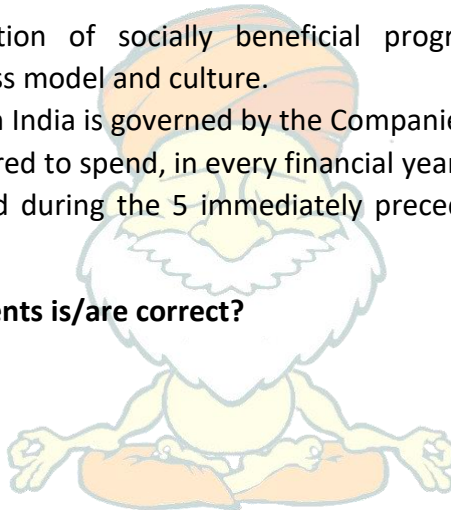 tion of socially beneficial progr
ss model and culture.
India is governed by the Companie
red to spend, in every financial year
d during the 5 immediately preced
ents is/are correct?